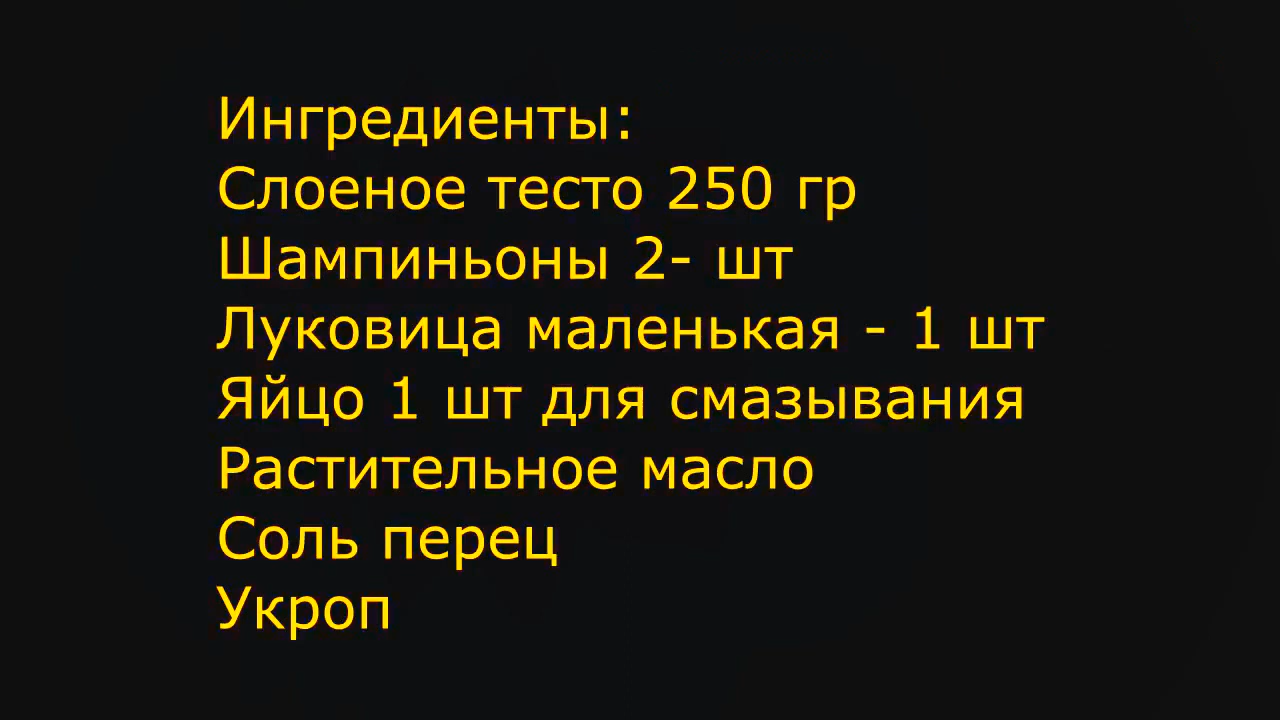 Ингредиенты:
Слоеное тесто 250 гр
Шампиньоны 2- шт
Луковица маленькая - 1 шт
Яйцо 1 шт для смазывания
Растительное масло
Соль перец
Укроп